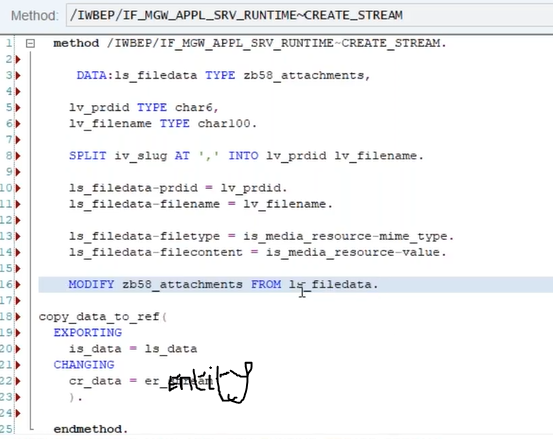 Method: /IWBEP/IF_MGW_APPL_SRV_RUNTIME~CREATE_STREAM
1 method /IWBEP/IF_MGW_APPL_SRV_RUNTIME~CREATE_STREAM.
2
3 DATA:ls_filedata TYPE zb58_attachments,
4
5 lv_prdid TYPE char6,
6 lv_filename TYPE char100.
7
8 SPLIT iv_slug AT ',' INTO lv_prdid lv_filename.
9
10 ls_filedata-prdid = lv_prdid.
11 ls_filedata-filename = lv_filename.
12
13 ls_filedata-filetype = is_media_resource-mime_type.
14 ls_filedata-filecontent = is_media_resource-value.
15
16 MODIFY zb58_attachments FROM ls_filedata.
17
18 copy_data_to_ref(
19 EXPORTING
20 is_data = ls_data
21 CHANGING
22 cr_data = er_entity
23 ).
24
25 endmethod.